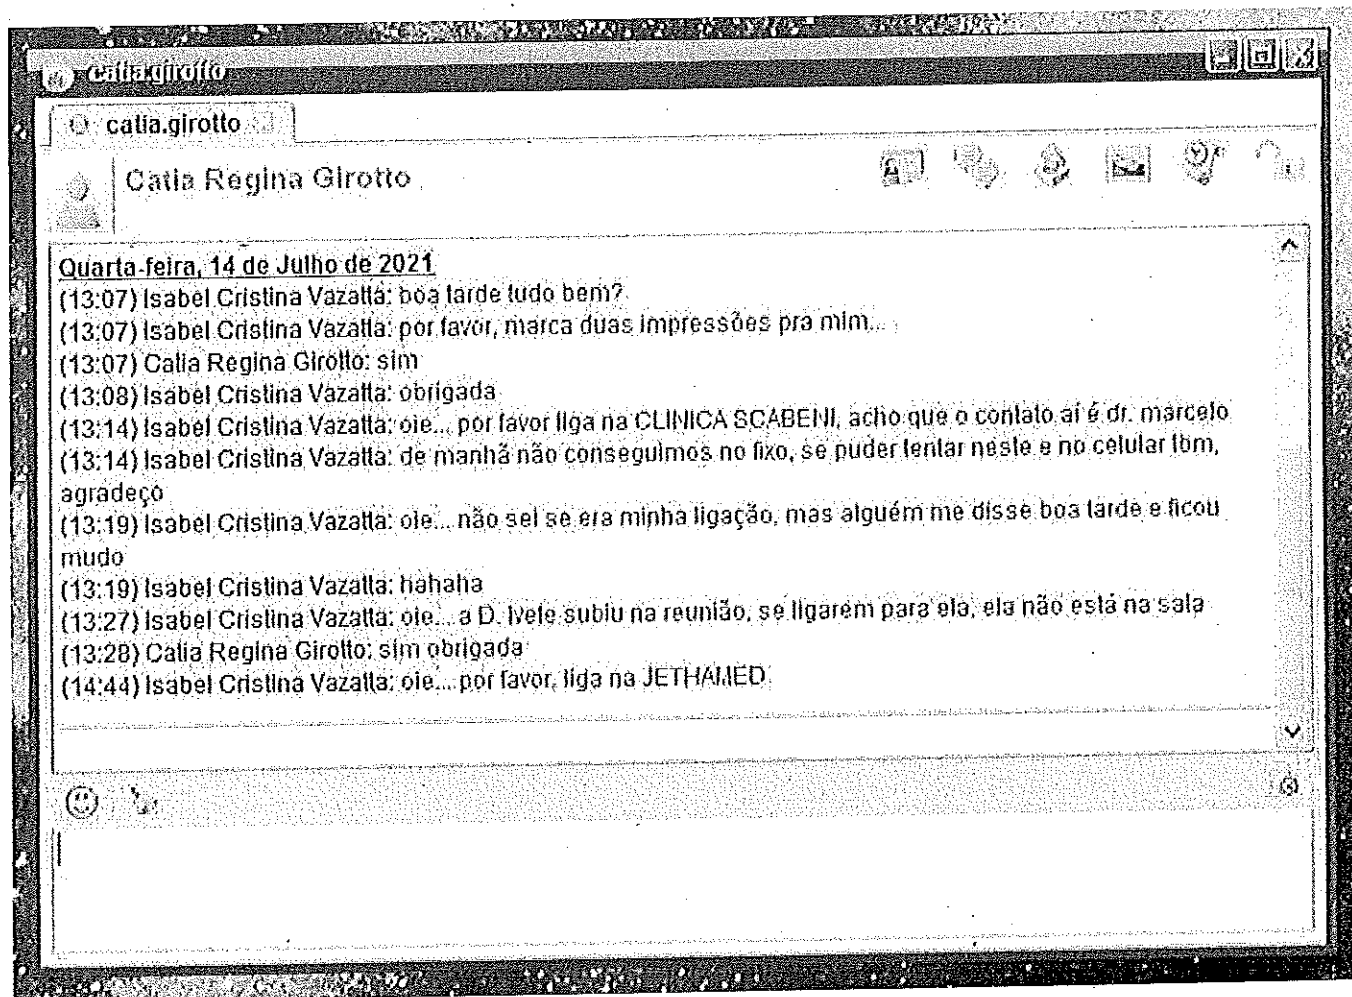 catia.girotto
catia.girotto
Catia Regina Girotto
Quarta-feira, 14 de Julho de 2021
(13:07) Isabel Cristina Vazatta: boa tarde tudo bem?
(13:07) Isabel Cristina Vazatta: por favor, marca duas impressões pra mim...
(13:07) Catia Regina Girotto: sim
(13:08) Isabel Cristina Vazatta: obrigada
(13:14) Isabel Cristina Vazatta: oie... por favor liga na CLINICA SCABENI, acho que o contato aí é dr. marcelo
(13:14) Isabel Cristina Vazatta: de manhã não conseguimos no fixo, se puder tentar neste e no celular tbm,
agradeço
(13:19) Isabel Cristina Vazatta: oie... não sei se era minha ligação, mas alguém me disse boa tarde e ficou
mudo
(13:19) Isabel Cristina Vazatta: hahaha
(13:27) Isabel Cristina Vazatta: oie... a D. Ivete subiu na reunião, se ligarem para ela, ela não está na sala
(13:28) Catia Regina Girotto: sim obrigada
(14:44) Isabel Cristina Vazatta: oie... por favor, liga na JETHAMED